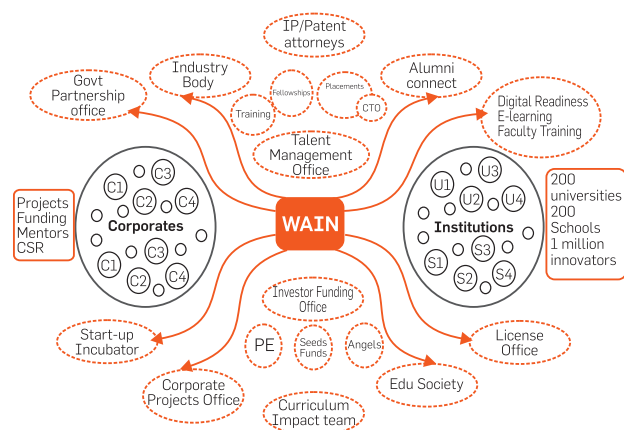 IP/Patent
attorneys
Industry
Body
Alumni
connect
Govt
Partnership
office
Fellowships
Placements
CTO
Training
Digital Readiness
E-learning
Faculty Training
Talent
Management
Office
C3
C1
C2
C4
Corporates
C3
C1
C2
C4
Projects
Funding
Mentors
CSR
WAIN
U3
U1
U2
U4
Institutions
S3
S1
S2
S4
200
universities
200
Schools
1 million
innovators
Investor Funding
Office
PE
Seeds
Funds
Angels
Start-up
Incubator
License
Office
Corporate
Projects Office
Edu Society
Curriculum
Impact team